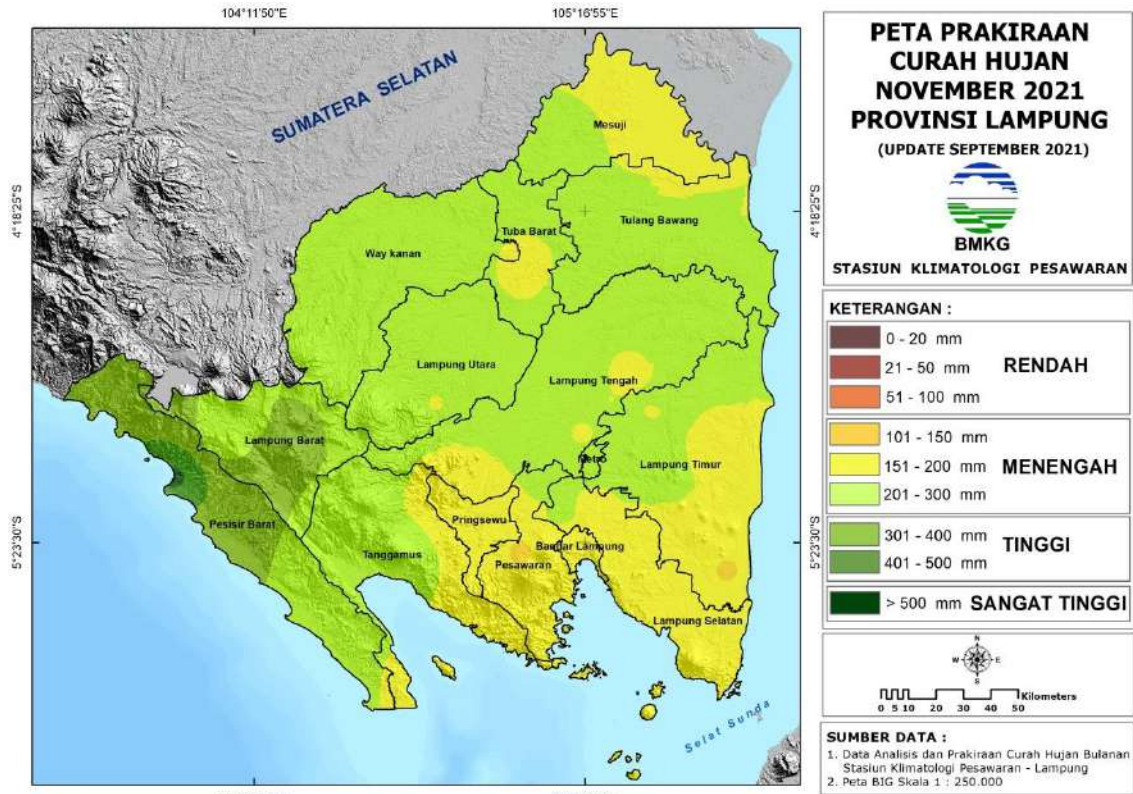 104°11'50"E
105°16'55"E
4°18'25"S
5°23'30"S
4°18'25"S
5°23'30"S
SUMATERA SELATAN
Mesuji
Tulang Bawang
Tuba Barat
Way kanan
Lampung Utara
Lampung Tengah
Lampung Barat
Metro
Lampung Timur
Pesisir Barat
Pringsewu
Tanggamus
Bandar Lampung
Pesawaran
Lampung Selatan
Selat Sunda
PETA PRAKIRAAN
CURAH HUJAN
NOVEMBER 2021
PROVINSI LAMPUNG
(UPDATE SEPTEMBER 2021)
BMKG
STASIUN KLIMATOLOGI PESAWARAN
KETERANGAN :
0 - 20 mm
21 - 50 mm
51 - 100 mm
RENDAH
101 - 150 mm
151 - 200 mm
201 - 300 mm
MENENGAH
301 - 400 mm
401 - 500 mm
TINGGI
> 500 mm
SANGAT TINGGI
N
W
E
S
Kilometers
0 5 10 20 30 40 50
SUMBER DATA :
1. Data Analisis dan Prakiraan Curah Hujan Bulanan
Stasiun Klimatologi Pesawaran - Lampung
2. Peta BIG Skala 1 : 250.000